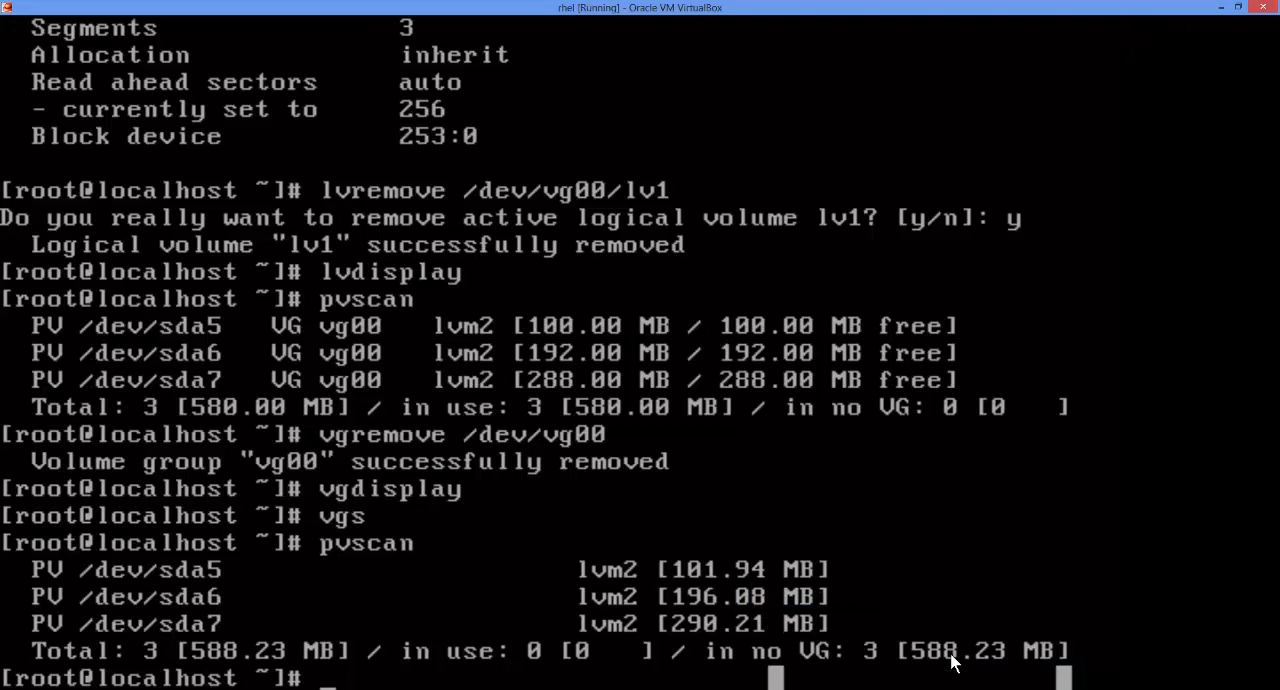 rhel [Running] - Oracle VM VirtualBox
Segments 3
Allocation inherit
Read ahead sectors auto
- currently set to 256
Block device 253:0
[root@localhost ~]# lvremove /dev/vg00/lv1
Do you really want to remove active logical volume lv1? [y/n]: y
Logical volume "lv1" successfully removed
[root@localhost ~]# lvdisplay
[root@localhost ~]# pvscan
PV /dev/sda5 VG vg00 lvm2 [100.00 MB / 100.00 MB free]
PV /dev/sda6 VG vg00 lvm2 [192.00 MB / 192.00 MB free]
PV /dev/sda7 VG vg00 lvm2 [288.00 MB / 288.00 MB free]
Total: 3 [580.00 MB] / in use: 3 [580.00 MB] / in no VG: 0 [0 ]
[root@localhost ~]# vgremove /dev/vg00
Volume group "vg00" successfully removed
[root@localhost ~]# vgdisplay
[root@localhost ~]# vgs
[root@localhost ~]# pvscan
PV /dev/sda5 lvm2 [101.94 MB]
PV /dev/sda6 lvm2 [196.08 MB]
PV /dev/sda7 lvm2 [290.21 MB]
Total: 3 [588.23 MB] / in use: 0 [0 ] / in no VG: 3 [588.23 MB]
[root@localhost ~]# _